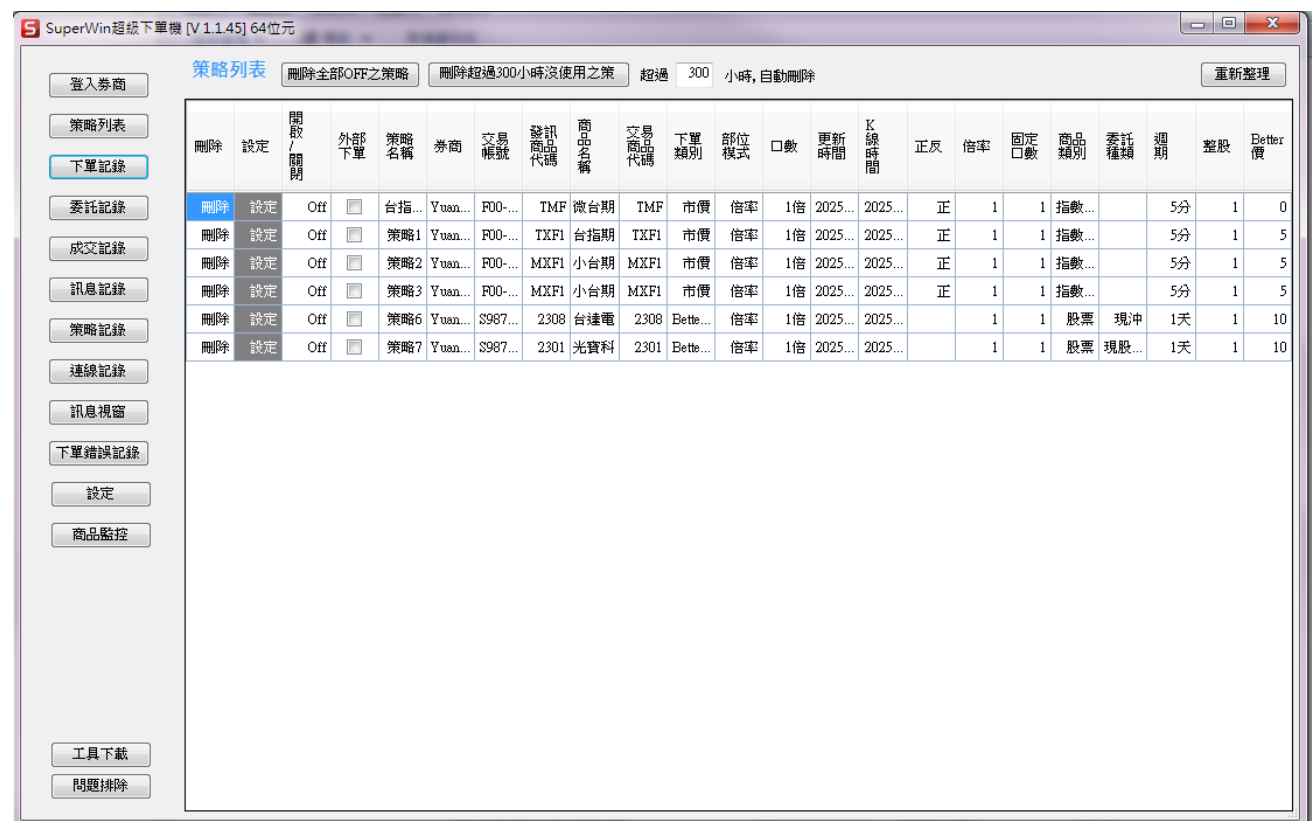 SuperWin超級下單機 [V 1.1.45] 64位元
登入券商
策略列表
下單記錄
委託記錄
成交記錄
訊息記錄
策略記錄
連線記錄
訊息視窗
下單錯誤記錄
設定
商品監控
工具下載
問題排除
策略列表 刪除全部OFF之策略 刪除超過300小時沒使用之策 超過 300 小時, 自動刪除 重新整理
刪除 設定 開啟/關閉 外部下單 策略名稱 券商 交易帳號 發訊商品代碼 商品名稱 交易商品代碼 下單類別 部位模式 口數 更新時間 K線時間 正反 倍率 固定口數 商品類別 委託種類 週期 整股 Better價
刪除 設定 Off 台指... Yuan... F00-... TMF 微台期 TMF 市價 倍率 1倍 2025... 2025... 正 1 1 指數... 5分 1 0
刪除 設定 Off 策略1 Yuan... F00-... TXF1 台指期 TXF1 市價 倍率 1倍 2025... 2025... 正 1 1 指數... 5分 1 5
刪除 設定 Off 策略2 Yuan... F00-... MXF1 小台期 MXF1 市價 倍率 1倍 2025... 2025... 正 1 1 指數... 5分 1 5
刪除 設定 Off 策略3 Yuan... F00-... MXF1 小台期 MXF1 市價 倍率 1倍 2025... 2025... 正 1 1 指數... 5分 1 5
刪除 設定 Off 策略6 Yuan... S987... 2308 台達電 2308 Bette... 倍率 1倍 2025... 2025... 1 1 股票 現沖 1天 1 10
刪除 設定 Off 策略7 Yuan... S987... 2301 光寶科 2301 Bette... 倍率 1倍 2025... 2025... 1 1 股票 現股... 1天 1 10